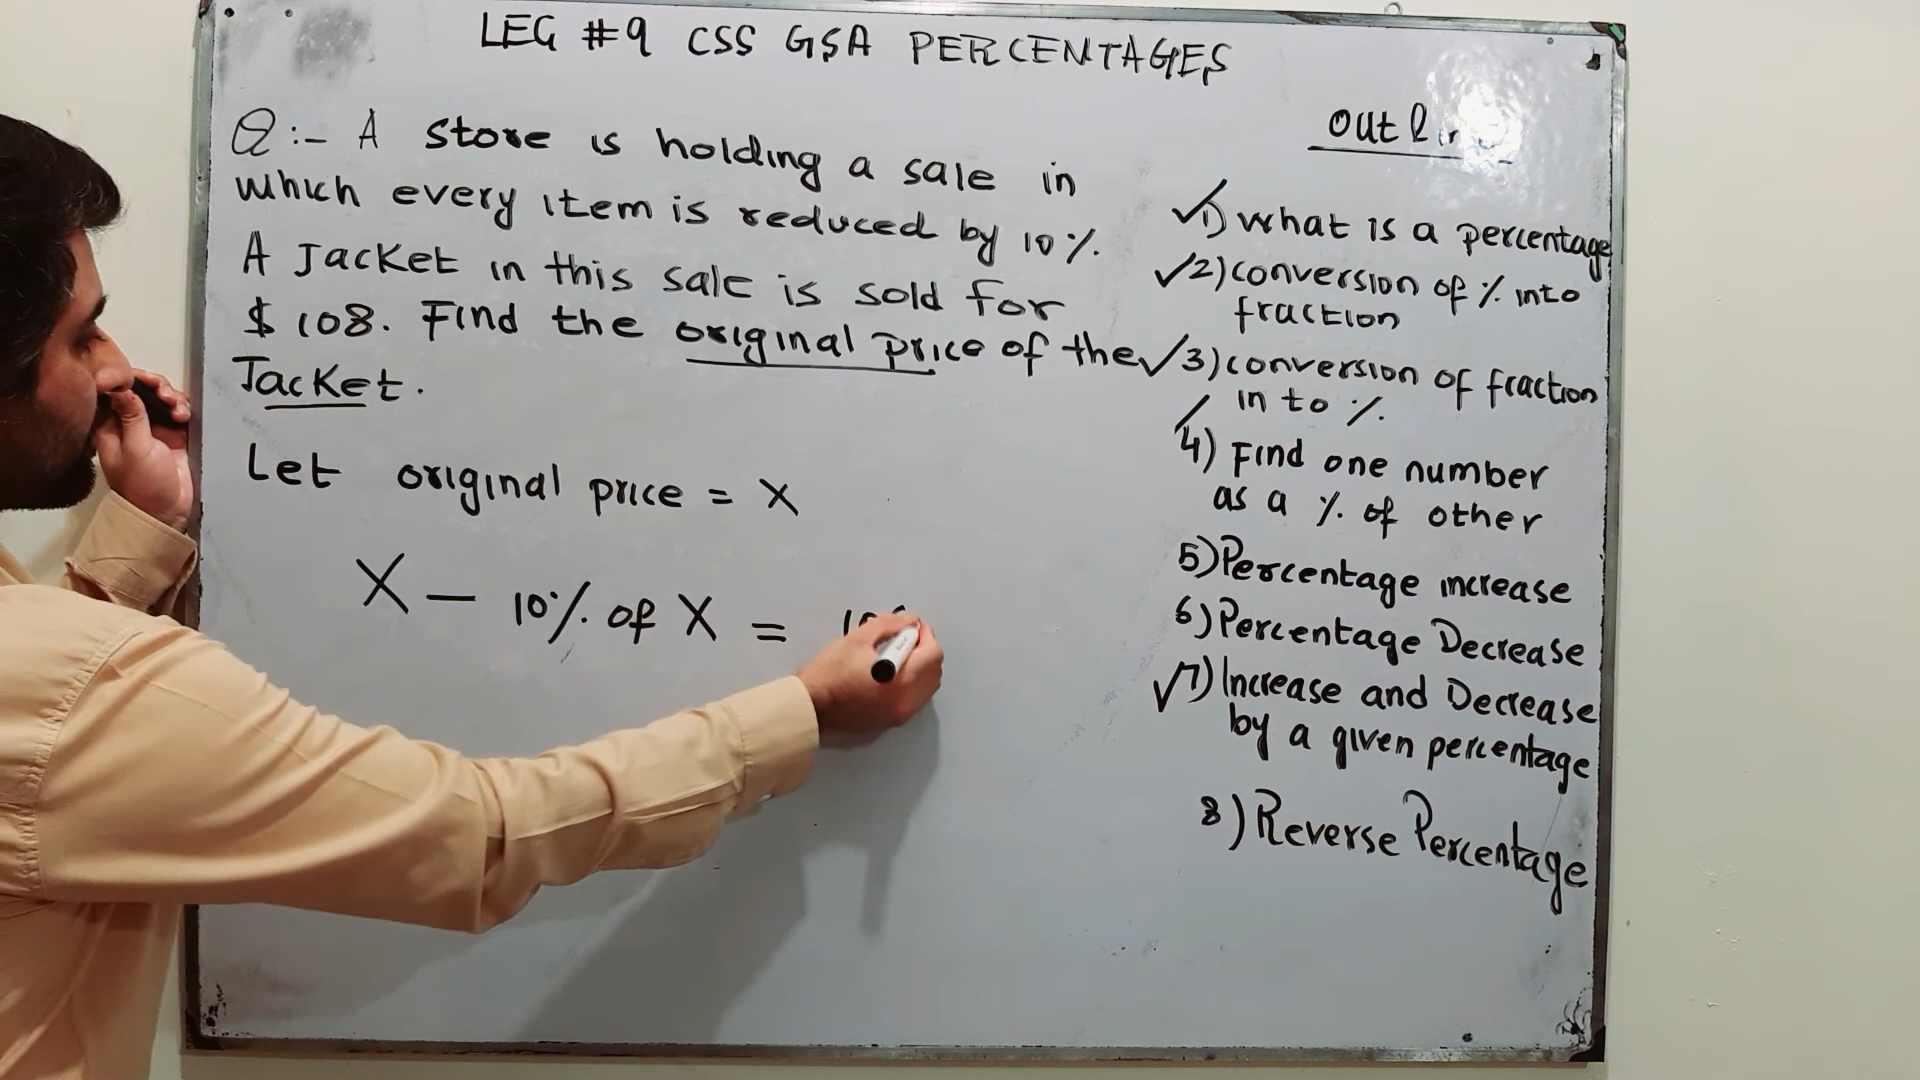 LEC #9 CSS GSA PERCENTAGES
Q:- A store is holding a sale in
which every item is reduced by 10%.
A Jacket in this sale is sold for
$ 108. Find the original price of the
Jacket.
Let original price = X
X - 10% of X =
1) What is a percentage
2) conversion of % into
fraction
3) conversion of fraction
in to %
4) Find one number
as a % of other
5) Percentage increase
6) Percentage Decrease
7) Increase and Decrease
by a given percentage
8) Reverse Percentage